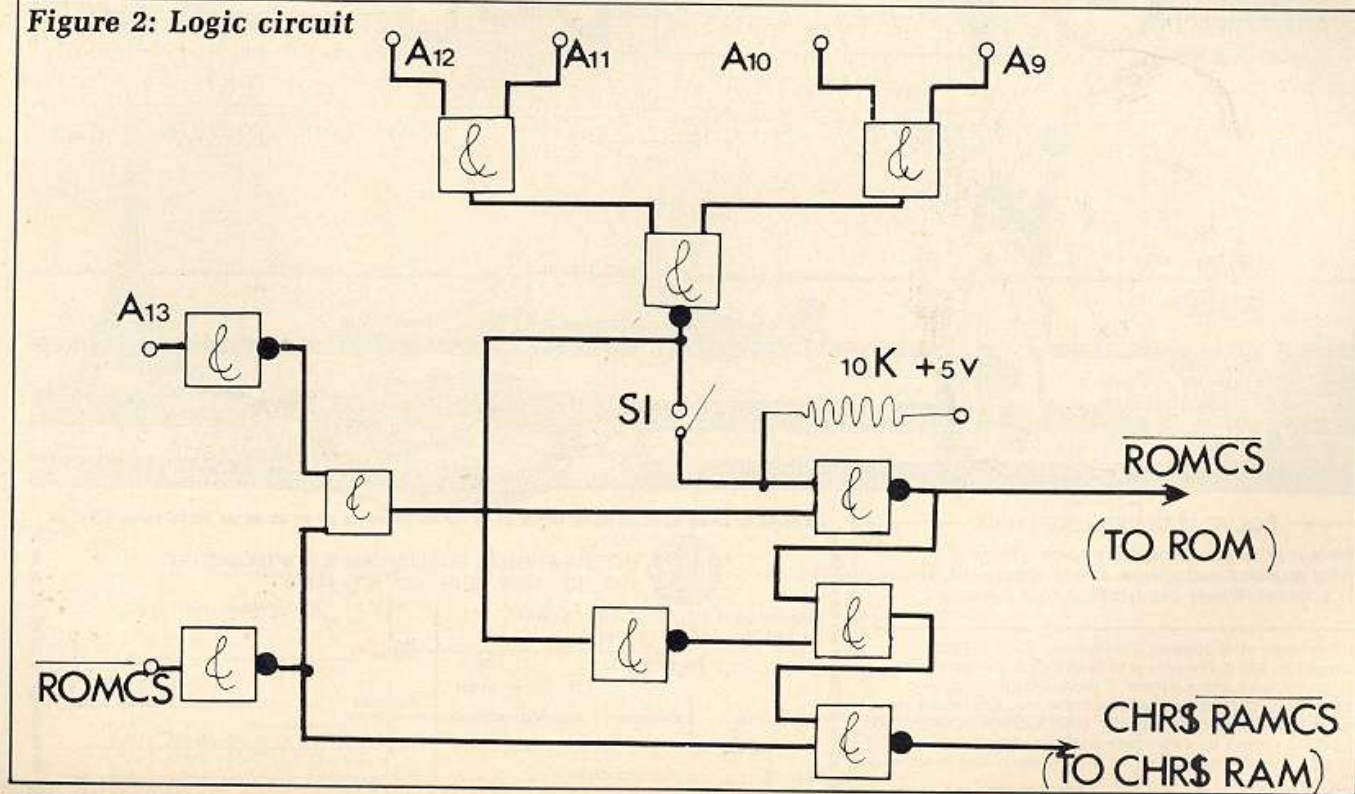 Figure 2: Logic circuit
A12
A11
A10
A9
&
&
&
A13
&
10K +5v
S1
&
&
ROMCS
(TO ROM)
&
&
ROMCS
&
&
CHR$ RAMCS
(TO CHR$ RAM)